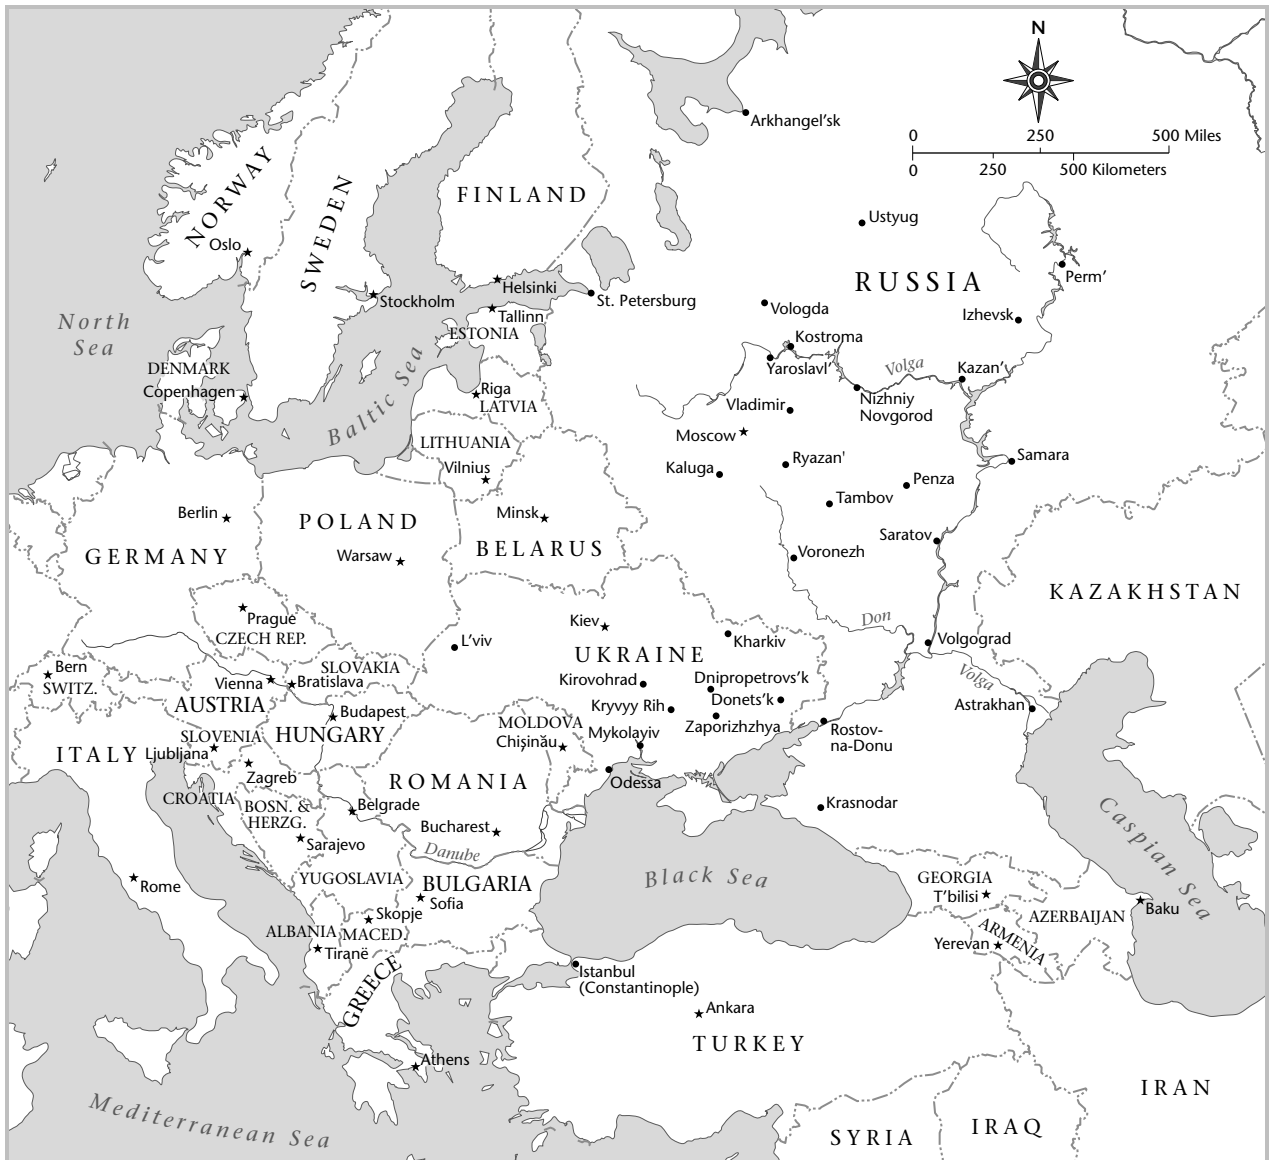 N
Arkhangel’sk
0 250 500 Miles
0 250 500 Kilometers
NORWAY
FINLAND
SWEDEN
Ustyug
Oslo
RUSSIA
Perm’
Helsinki
Stockholm
St. Petersburg
Vologda
Izhevsk
Tallinn
North
Sea
ESTONIA
Kostroma
Yaroslavl’
Volga
Kazan’
DENMARK
Copenhagen
Baltic Sea
Riga
LATVIA
Nizhniy
Novgorod
Vladimir
Moscow
LITHUANIA
Vilnius
Kaluga
Ryazan'
Samara
Penza
Tambov
Berlin
POLAND
Minsk
Saratov
GERMANY
Warsaw
BELARUS
Voronezh
KAZAKHSTAN
Prague
CZECH REP.
Kiev
Don
L’viv
Kharkiv
Volgograd
UKRAINE
Bern
SWITZ.
SLOVAKIA
Vienna
Bratislava
Kirovohrad
Dnipropetrovs’k
Donets’k
Volga
Astrakhan
AUSTRIA
Budapest
Kryvyy Rih
Zaporizhzhya
MOLDOVA
Chişinău
Mykolayiv
Rostov-
na-Donu
SLOVENIA
HUNGARY
ITALY
Ljubljana
Zagreb
ROMANIA
Odessa
CROATIA
BOSN. &
HERZG.
Belgrade
Krasnodar
Bucharest
Sarajevo
Danube
Caspian Sea
Rome
YUGOSLAVIA
BULGARIA
Sofia
Black Sea
GEORGIA
T’bilisi
Skopje
AZERBAIJAN
Baku
ALBANIA
MACED.
Tiranë
ARMENIA
Yerevan
GREECE
Istanbul
(Constantinople)
Ankara
TURKEY
Athens
IRAN
Mediterranean Sea
SYRIA
IRAQ